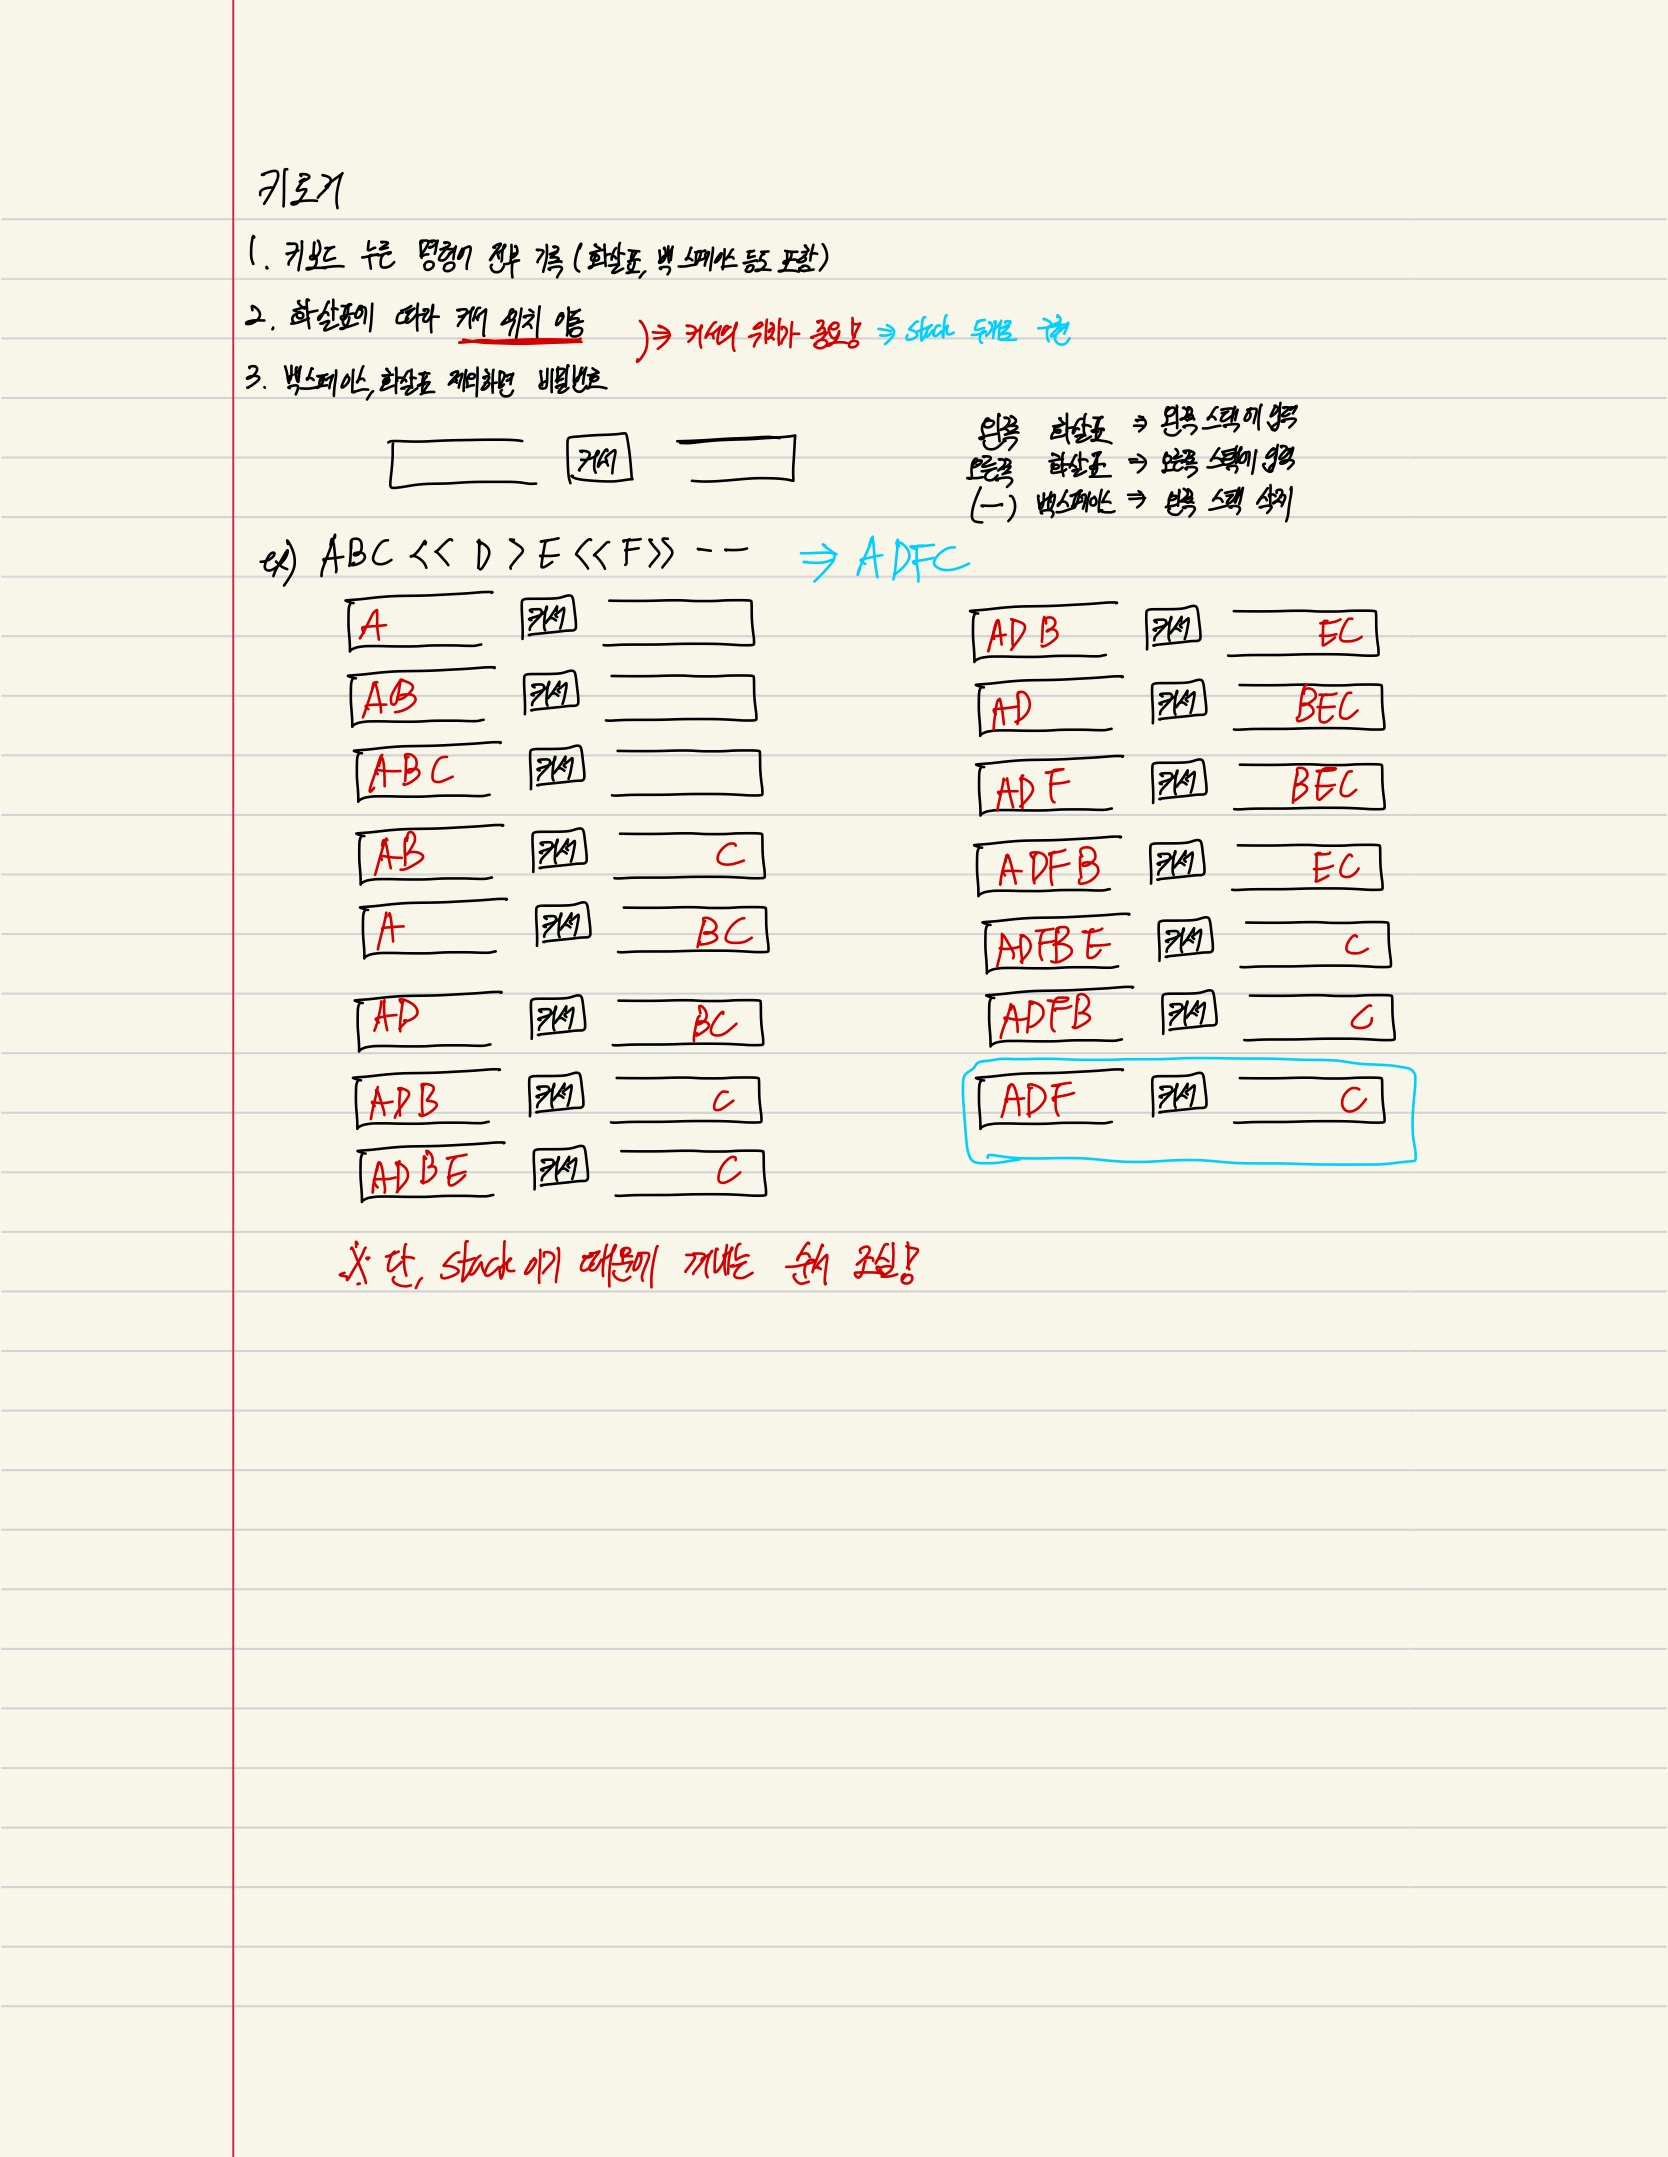 키로거
1. 키보드 누른 명령어 전부 기록 (화살표, 백스페이스 등도 포함)
2. 화살표에 따라 커서 위치 이동
)⇒ 커서의 위치가 중요! ⇒ stack 두개로 구현
3. 백스페이스, 화살표 제외하면 비밀번호
커서
왼쪽 화살표 ⇒ 왼쪽 스택에 입력
오른쪽 화살표 ⇒ 오른쪽 스택에 입력
(-) 백스페이스 ⇒ 왼쪽 스택 삭제
ex) ABC << D > E << F >> -- ⇒ ADFC
A 커서
AB 커서
ABC 커서
AB 커서 C
A 커서 BC
AD 커서 BC
ADB 커서 C
ADBE 커서 C
ADB 커서 EC
AD 커서 BEC
ADF 커서 BEC
ADFB 커서 EC
ADFBE 커서 C
ADFB 커서 C
ADF 커서 C
※ 단, stack이기 때문에 꺼내는 순서 조심!